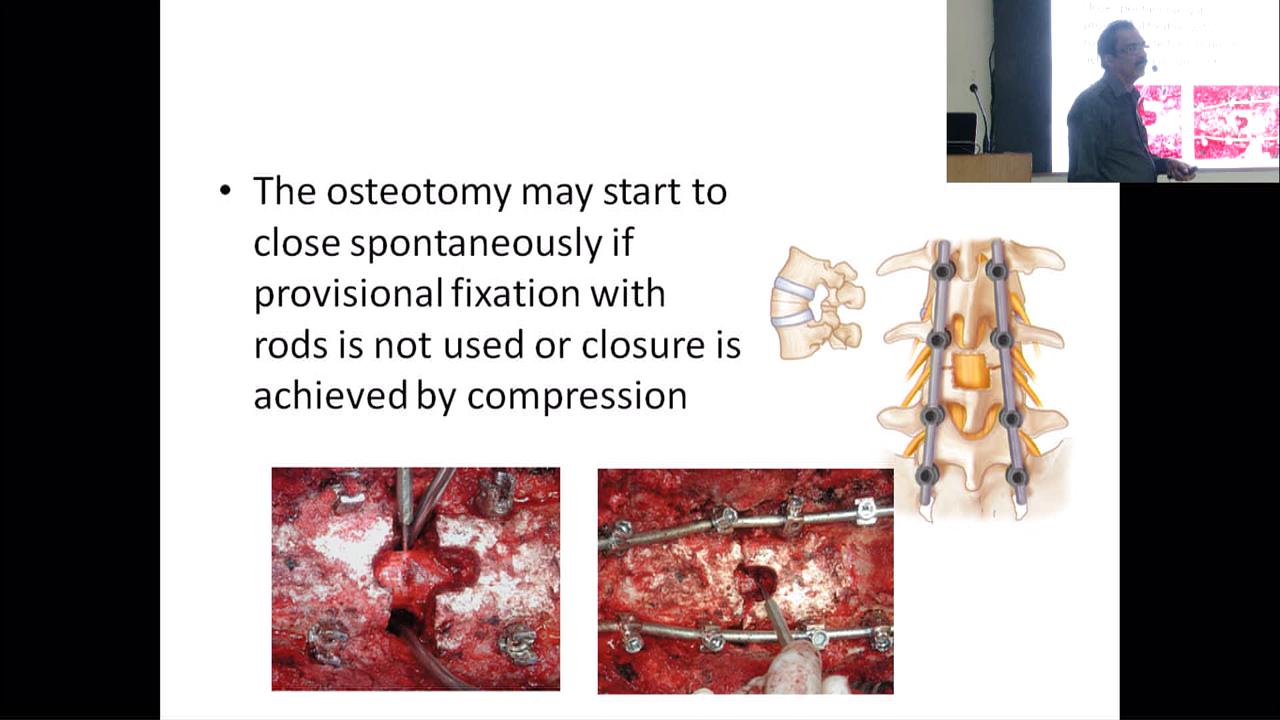 • The osteotomy may start to
close spontaneously if
provisional fixation with
rods is not used or closure is
achieved by compression